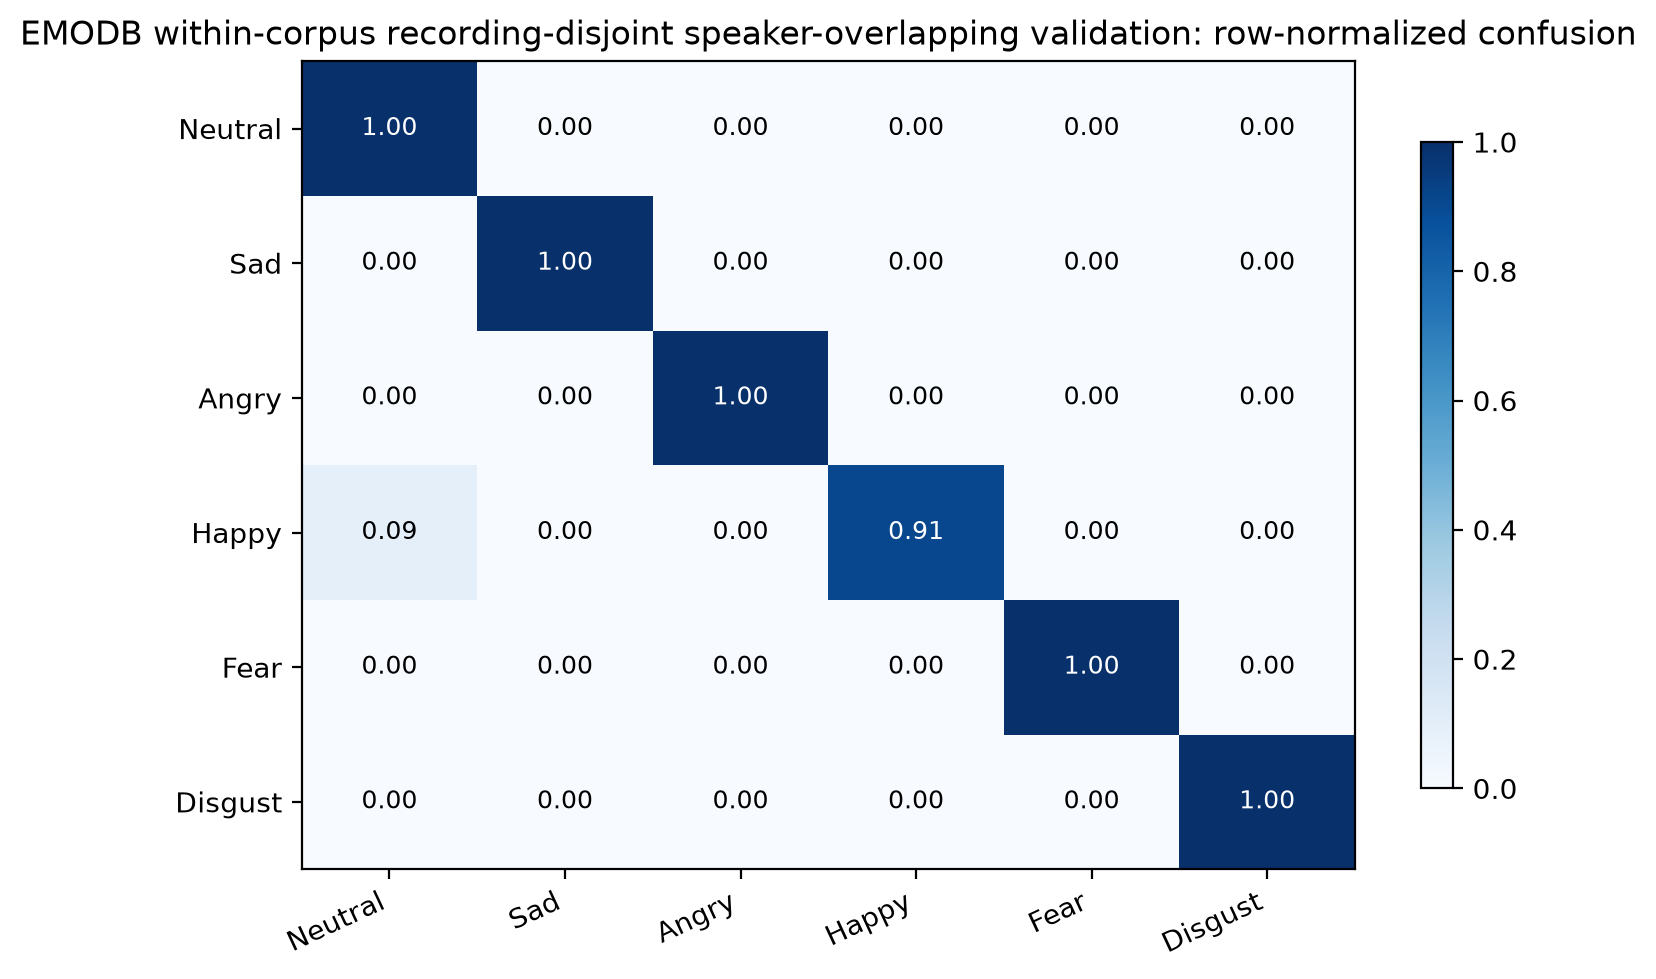 EMODB within-corpus recording-disjoint speaker-overlapping validation: row-normalized confusion
Neutral 1.00 0.00 0.00 0.00 0.00 0.00
Sad 0.00 1.00 0.00 0.00 0.00 0.00
Angry 0.00 0.00 1.00 0.00 0.00 0.00
Happy 0.09 0.00 0.00 0.91 0.00 0.00
Fear 0.00 0.00 0.00 0.00 1.00 0.00
Disgust 0.00 0.00 0.00 0.00 0.00 1.00
Neutral Sad Angry Happy Fear Disgust
1.0
0.8
0.6
0.4
0.2
0.0